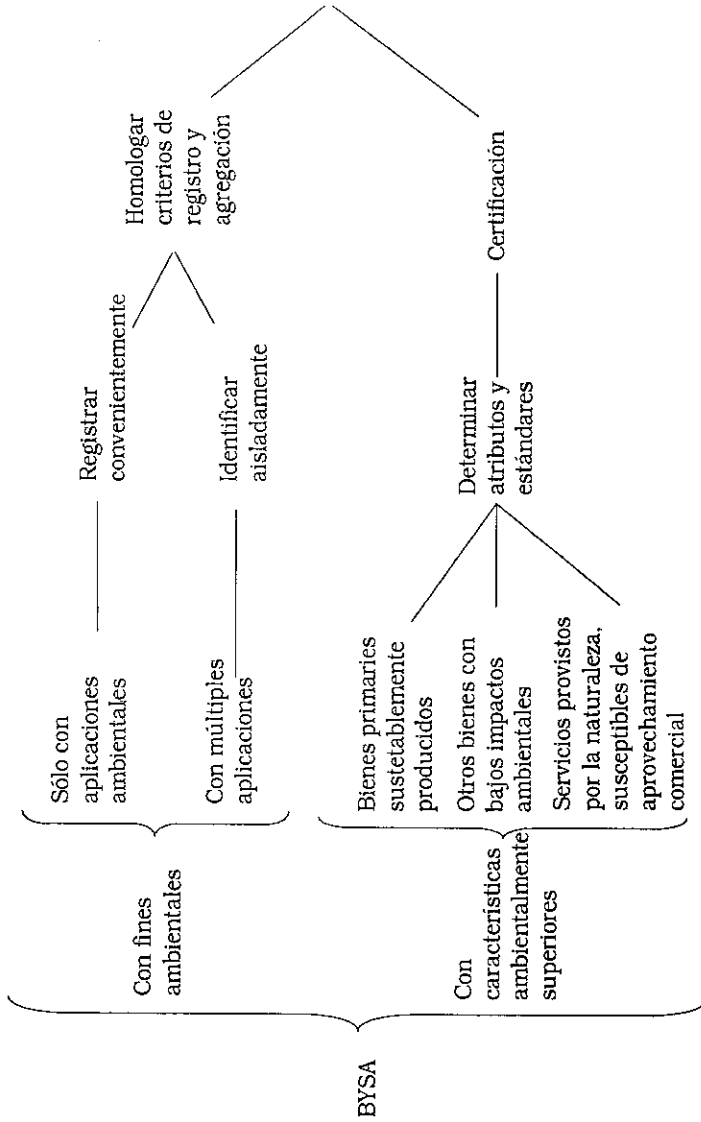 BYSA
Con fines
ambientales
Sólo con
aplicaciones
ambientales
Registrar
convenientemente
Con múltiples
aplicaciones
Identificar
aisladamente
Homologar
criterios de
registro y
agregación
Con
características
ambientalmente
superiores
Bienes primaries
sustetablemente
producidos
Otros bienes con
bajos impactos
ambientales
Servicios provistos
por la naturaleza,
susceptibles de
aprovechamiento
comercial
Determinar
atributos y
estándares
Certificación